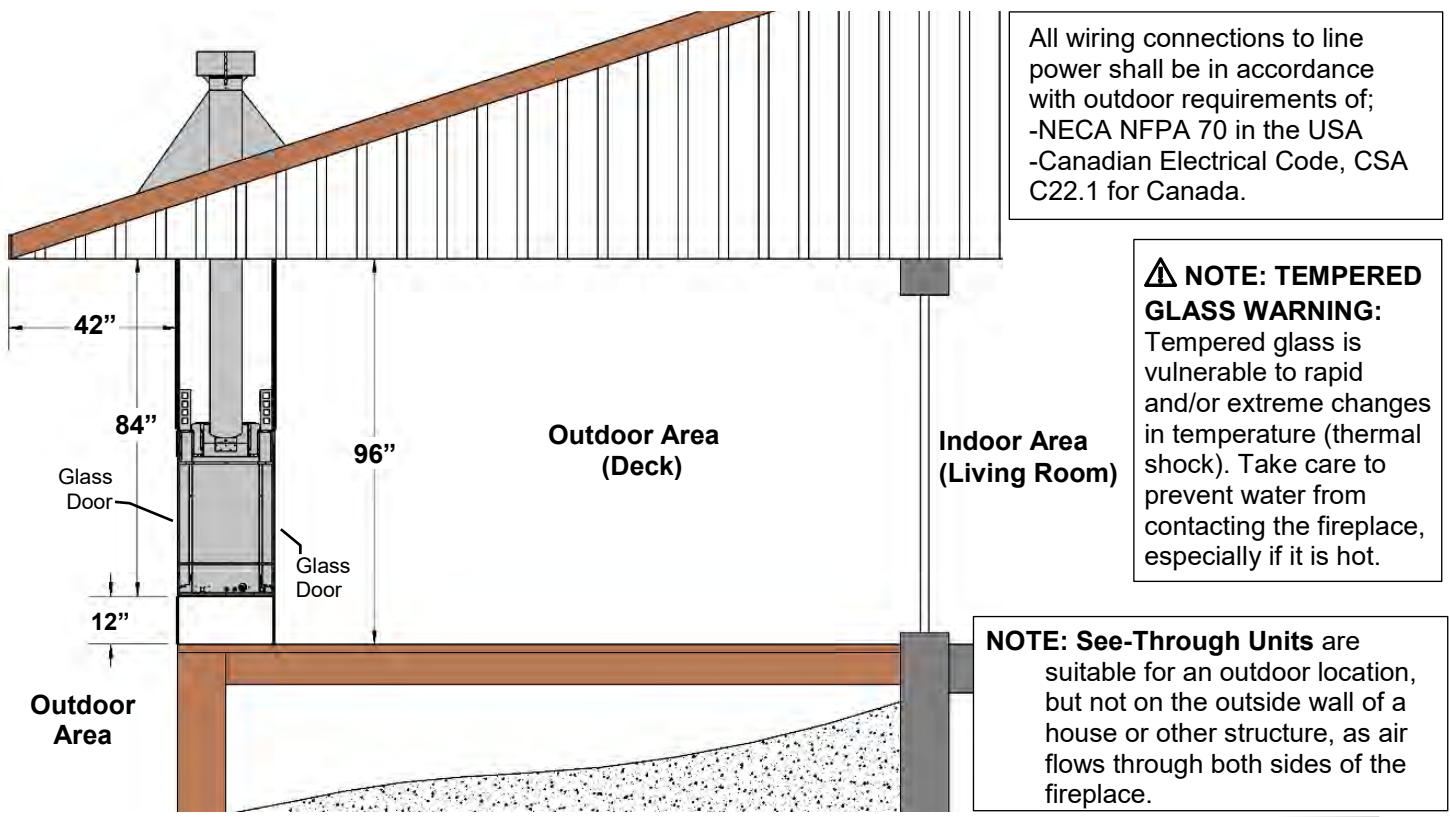 All wiring connections to line
power shall be in accordance
with outdoor requirements of;
-NECA NFPA 70 in the USA
-Canadian Electrical Code, CSA
C22.1 for Canada.
⚠ NOTE: TEMPERED
GLASS WARNING:
Tempered glass is
vulnerable to rapid
and/or extreme changes
in temperature (thermal
shock). Take care to
prevent water from
contacting the fireplace,
especially if it is hot.
42”
84”
96”
12”
Glass
Door
Glass
Door
Outdoor Area
(Deck)
Indoor Area
(Living Room)
Outdoor
Area
NOTE: See-Through Units are
suitable for an outdoor location,
but not on the outside wall of a
house or other structure, as air
flows through both sides of the
fireplace.